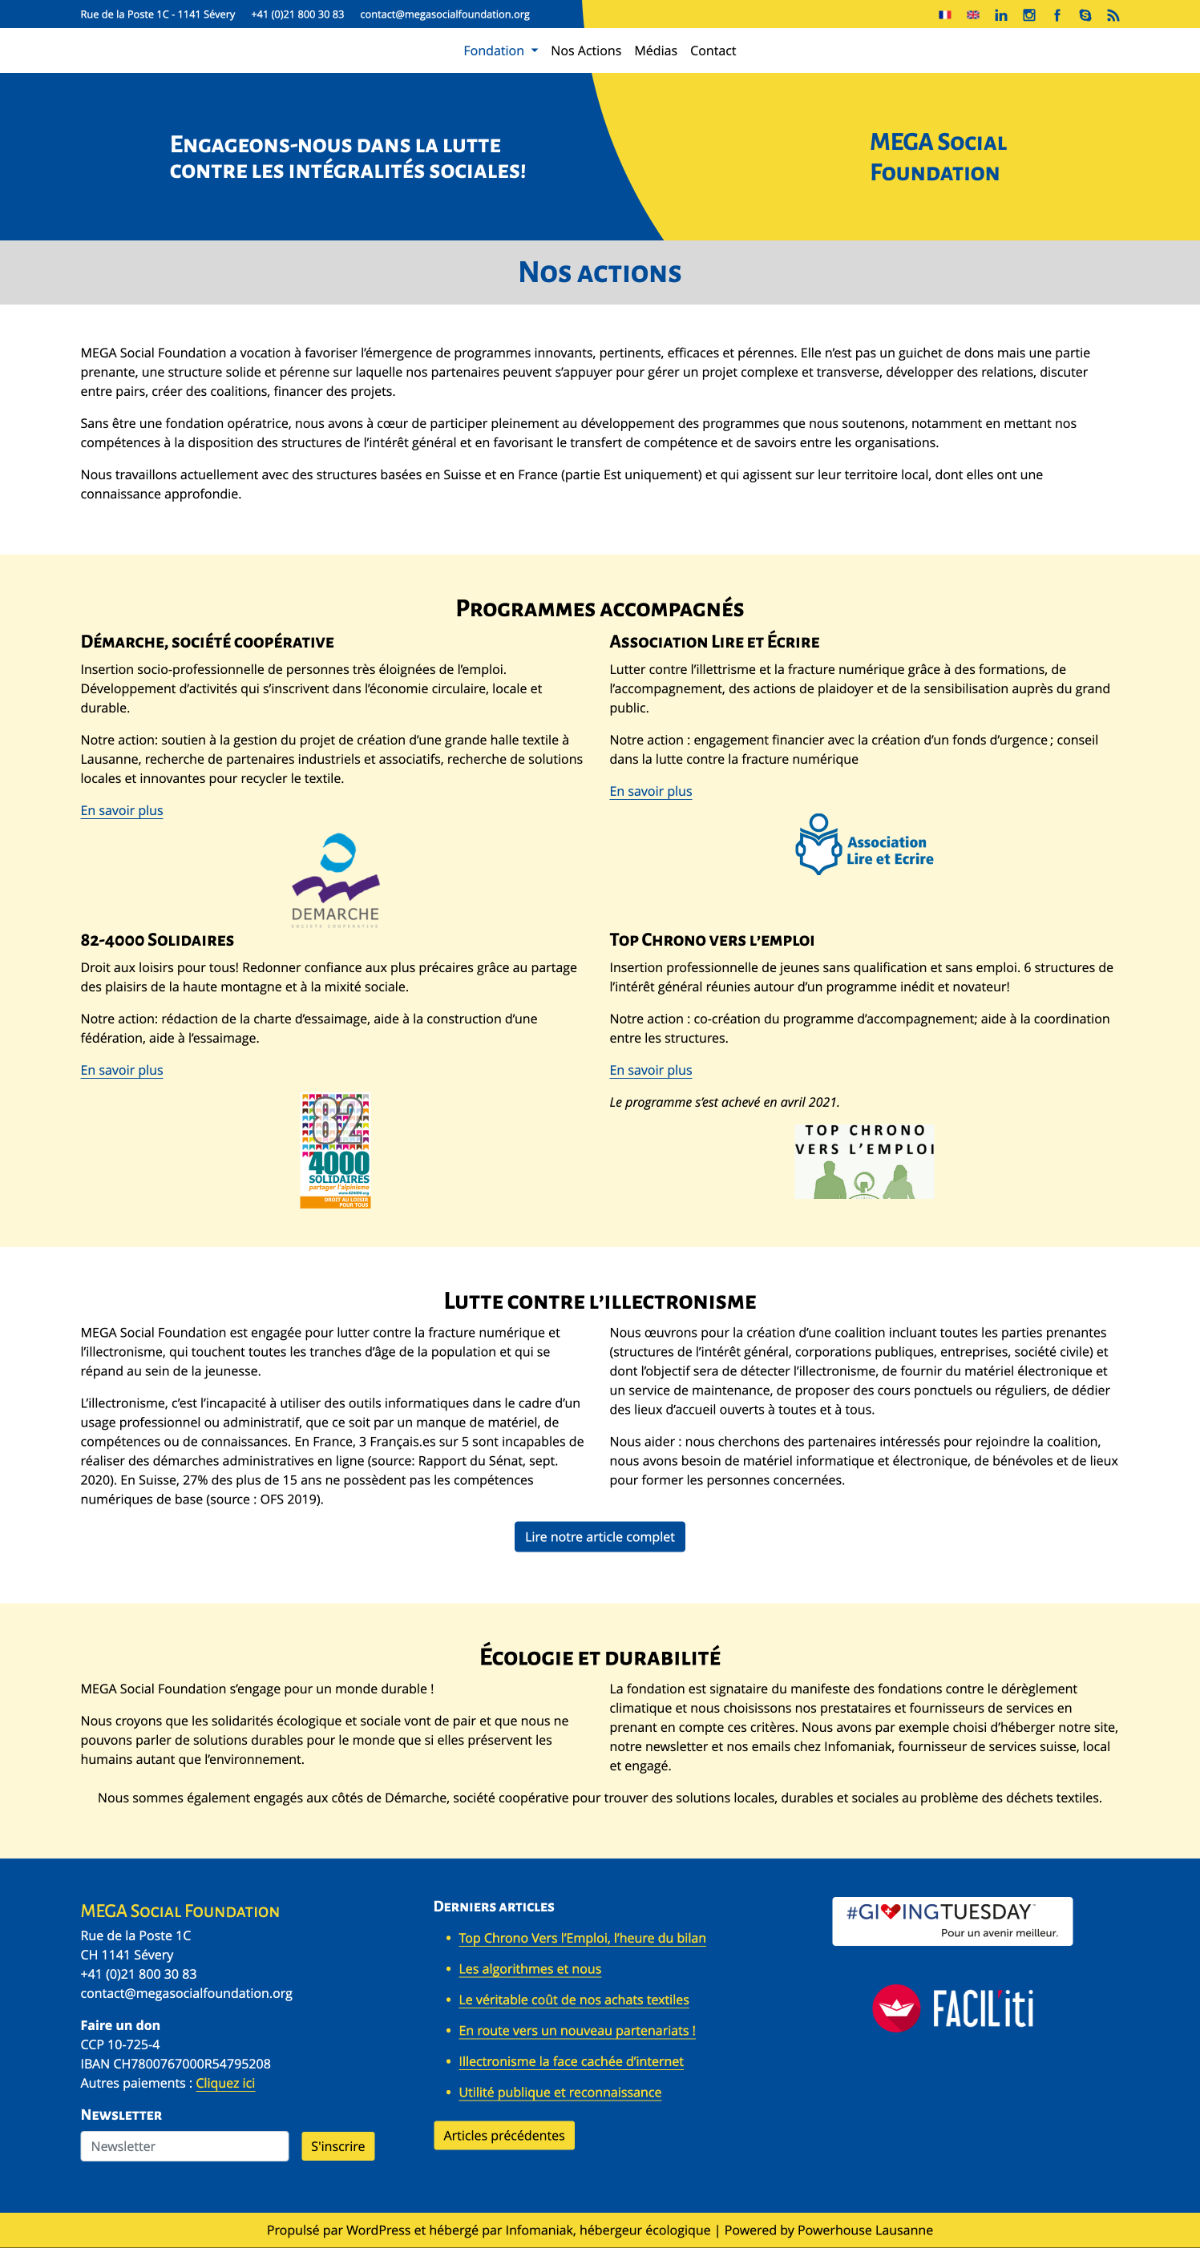 Rue de la Poste 1C - 1141 Sévery +41 (0)21 800 30 83 contact@megasocialfoundation.org
Fondation Nos Actions Médias Contact
Engageons-nous dans la lutte
contre les intégralités sociales!
MEGA Social
Foundation
Nos actions
MEGA Social Foundation a vocation à favoriser l’émergence de programmes innovants, pertinents, efficaces et pérennes. Elle n’est pas un guichet de dons mais une partie
prenante, une structure solide et pérenne sur laquelle nos partenaires peuvent s’appuyer pour gérer un projet complexe et transverse, développer des relations, discuter
entre pairs, créer des coalitions, financer des projets.
Sans être une fondation opératrice, nous avons à cœur de participer pleinement au développement des programmes que nous soutenons, notamment en mettant nos
compétences à la disposition des structures de l’intérêt général et en favorisant le transfert de compétence et de savoirs entre les organisations.
Nous travaillons actuellement avec des structures basées en Suisse et en France (partie Est uniquement) et qui agissent sur leur territoire local, dont elles ont une
connaissance approfondie.
Programmes accompagnés
Démarche, société coopérative
Insertion socio-professionnelle de personnes très éloignées de l’emploi.
Développement d’activités qui s’inscrivent dans l’économie circulaire, locale et
durable.
Notre action: soutien à la gestion du projet de création d’une grande halle textile à
Lausanne, recherche de partenaires industriels et associatifs, recherche de solutions
locales et innovantes pour recycler le textile.
En savoir plus
DEMARCHE
SOCIÉTÉ COOPÉRATIVE
Association Lire et Écrire
Lutter contre l’illettrisme et la fracture numérique grâce à des formations, de
l’accompagnement, des actions de plaidoyer et de la sensibilisation auprès du grand
public.
Notre action : engagement financier avec la création d’un fonds d’urgence ; conseil
dans la lutte contre la fracture numérique
En savoir plus
Association
Lire et Ecrire
82-4000 Solidaires
Droit aux loisirs pour tous! Redonner confiance aux plus précaires grâce au partage
des plaisirs de la haute montagne et à la mixité sociale.
Notre action: rédaction de la charte d’essaimage, aide à la construction d’une
fédération, aide à l’essaimage.
En savoir plus
82
4000
SOLIDAIRES
partager l'alpinisme
www.824000.org
DROIT AU LOISIR
POUR TOUS
Top Chrono vers l’emploi
Insertion professionnelle de jeunes sans qualification et sans emploi. 6 structures de
l’intérêt général réunies autour d’un programme inédit et novateur!
Notre action : co-création du programme d’accompagnement; aide à la coordination
entre les structures.
En savoir plus
Le programme s’est achevé en avril 2021.
TOP CHRONO
VERS L’EMPLOI
Lutte contre l’illectronisme
MEGA Social Foundation est engagée pour lutter contre la fracture numérique et
l’illectronisme, qui touchent toutes les tranches d’âge de la population et qui se
répand au sein de la jeunesse.
L’illectronisme, c’est l’incapacité à utiliser des outils informatiques dans le cadre d’un
usage professionnel ou administratif, que ce soit par un manque de matériel, de
compétences ou de connaissances. En France, 3 Français.es sur 5 sont incapables de
réaliser des démarches administratives en ligne (source: Rapport du Sénat, sept.
2020). En Suisse, 27% des plus de 15 ans ne possèdent pas les compétences
numériques de base (source : OFS 2019).
Nous œuvrons pour la création d’une coalition incluant toutes les parties prenantes
(structures de l’intérêt général, corporations publiques, entreprises, société civile) et
dont l’objectif sera de détecter l’illectronisme, de fournir du matériel électronique et
un service de maintenance, de proposer des cours ponctuels ou réguliers, de dédier
des lieux d’accueil ouverts à toutes et à tous.
Nous aider : nous cherchons des partenaires intéressés pour rejoindre la coalition,
nous avons besoin de matériel informatique et électronique, de bénévoles et de lieux
pour former les personnes concernées.
Lire notre article complet
Écologie et durabilité
MEGA Social Foundation s’engage pour un monde durable !
Nous croyons que les solidarités écologique et sociale vont de pair et que nous ne
pouvons parler de solutions durables pour le monde que si elles préservent les
humains autant que l’environnement.
La fondation est signataire du manifeste des fondations contre le dérèglement
climatique et nous choisissons nos prestataires et fournisseurs de services en
prenant en compte ces critères. Nous avons par exemple choisi d’héberger notre site,
notre newsletter et nos emails chez Infomaniak, fournisseur de services suisse, local
et engagé.
Nous sommes également engagés aux côtés de Démarche, société coopérative pour trouver des solutions locales, durables et sociales au problème des déchets textiles.
MEGA Social Foundation
Rue de la Poste 1C
CH 1141 Sévery
+41 (0)21 800 30 83
contact@megasocialfoundation.org
Faire un don
CCP 10-725-4
IBAN CH7800767000R54795208
Autres paiements : Cliquez ici
Newsletter
Newsletter S'inscrire
Derniers articles
Top Chrono Vers l’Emploi, l’heure du bilan
Les algorithmes et nous
Le véritable coût de nos achats textiles
En route vers un nouveau partenariats !
Illectronisme la face cachée d’internet
Utilité publique et reconnaissance
Articles précédentes
#GIVINGTUESDAY™
Pour un avenir meilleur.
FACIL'iti
Propulsé par WordPress et hébergé par Infomaniak, hébergeur écologique | Powered by Powerhouse Lausanne